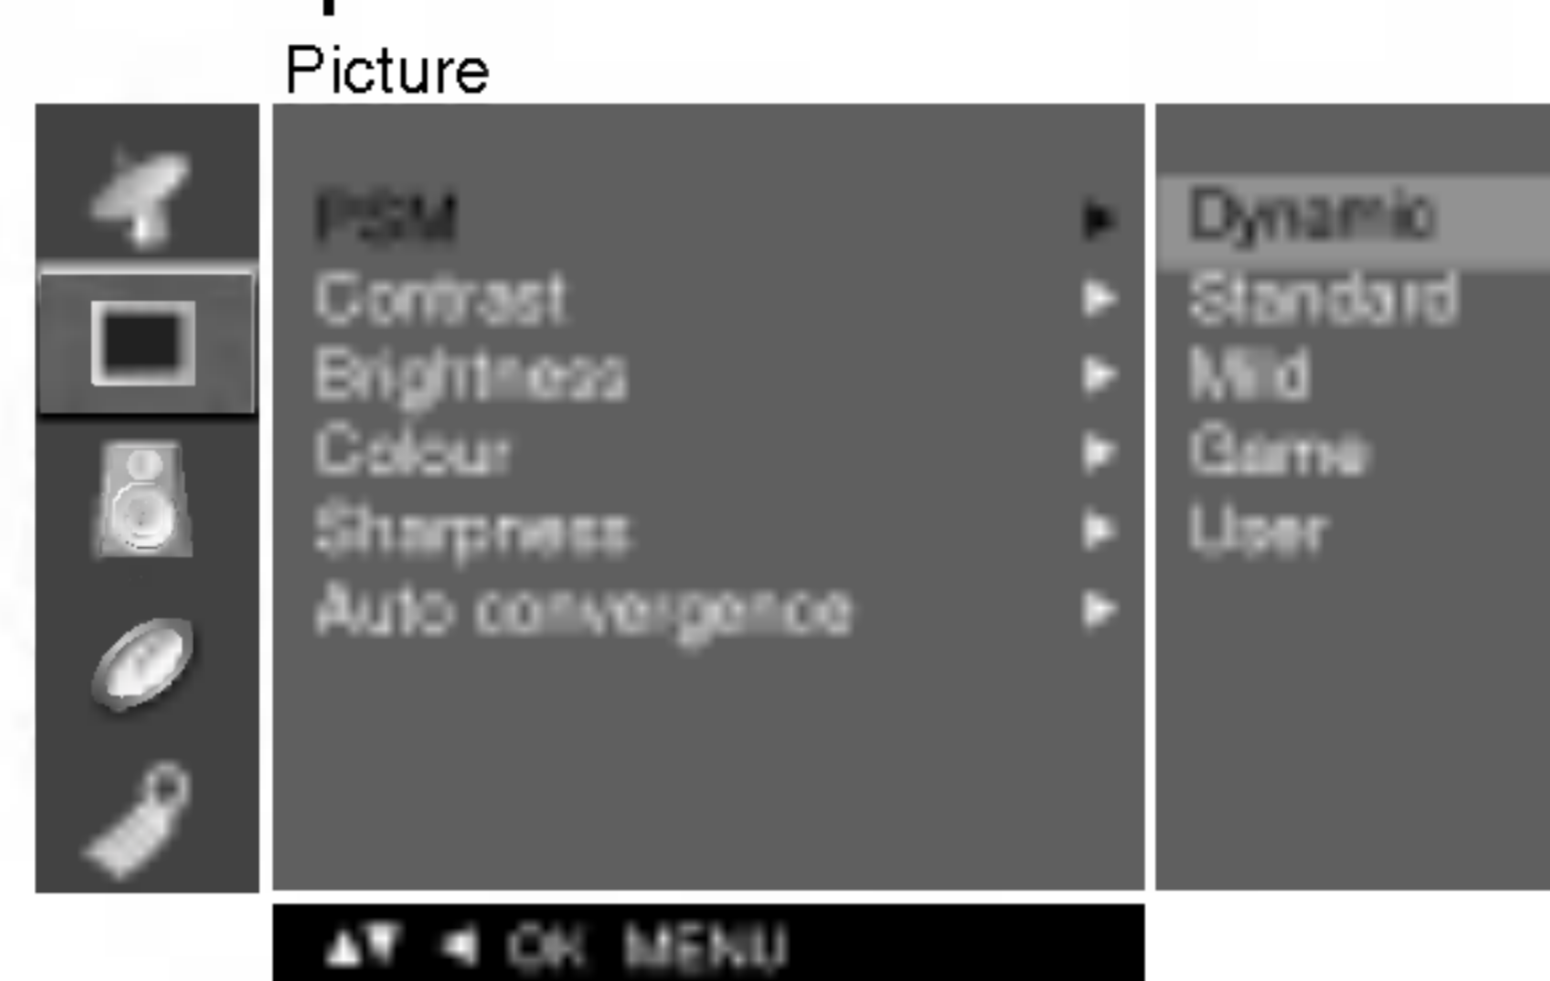 Picture
PSM
Contrast
Brightness
Colour
Sharpness
Auto convergence
Dynamic
Standard
Mild
Game
User
OK MENU